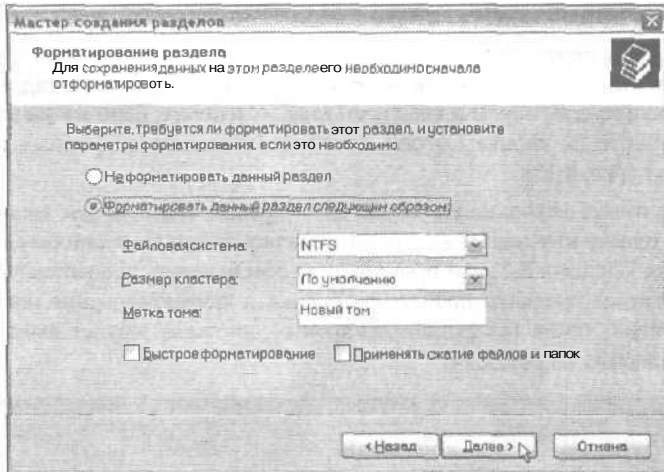 Мастер создания разделов
Форматирование раздела
Для сохранения данных на этом разделе его необходимо сначала
отформатировоть.
Выберите, требуется ли форматировать этот раздел, и установите
параметры форматирования, если это необходимо.
Не форматировать данный раздел
Форматировать данный раздел следующим образом:
Файловая система: NTFS
Размер кластера: По умолчанию
Метка тома: Новый том
Быстрое форматирование Применять сжатие файлов и папок
< Назад Далее > Отмена